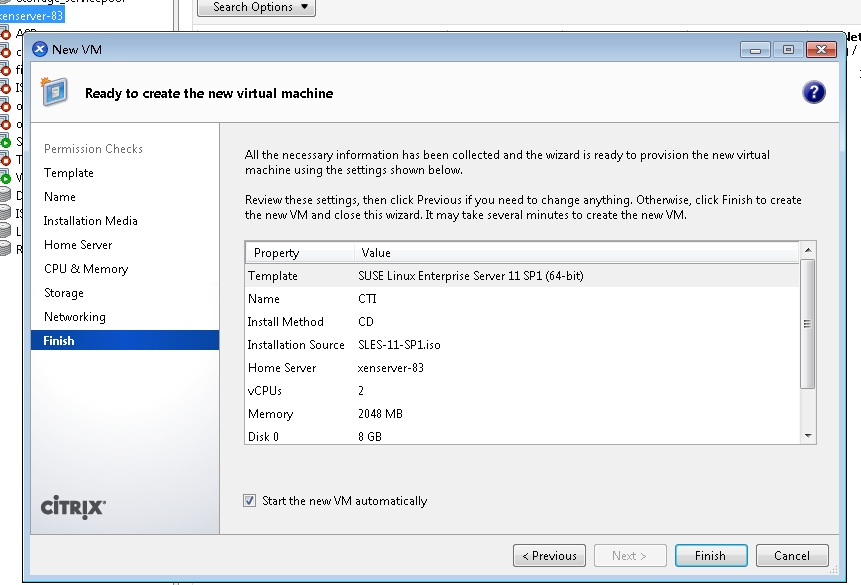 Search Options ▼
xenserver-83
New VM
Ready to create the new virtual machine
?
Permission Checks
Template
Name
Installation Media
Home Server
CPU & Memory
Storage
Networking
Finish
CİTRIX
All the necessary information has been collected and the wizard is ready to provision the new virtual
machine using the settings shown below.
Review these settings, then click Previous if you need to change anything. Otherwise, click Finish to create
the new VM and close this wizard. It may take several minutes to create the new VM.
Property Value
Template SUSE Linux Enterprise Server 11 SP1 (64-bit)
Name CTI
Install Method CD
Installation Source SLES-11-SP1.iso
Home Server xenserver-83
vCPUs 2
Memory 2048 MB
Disk 0 8 GB
Start the new VM automatically
< Previous Next > Finish Cancel